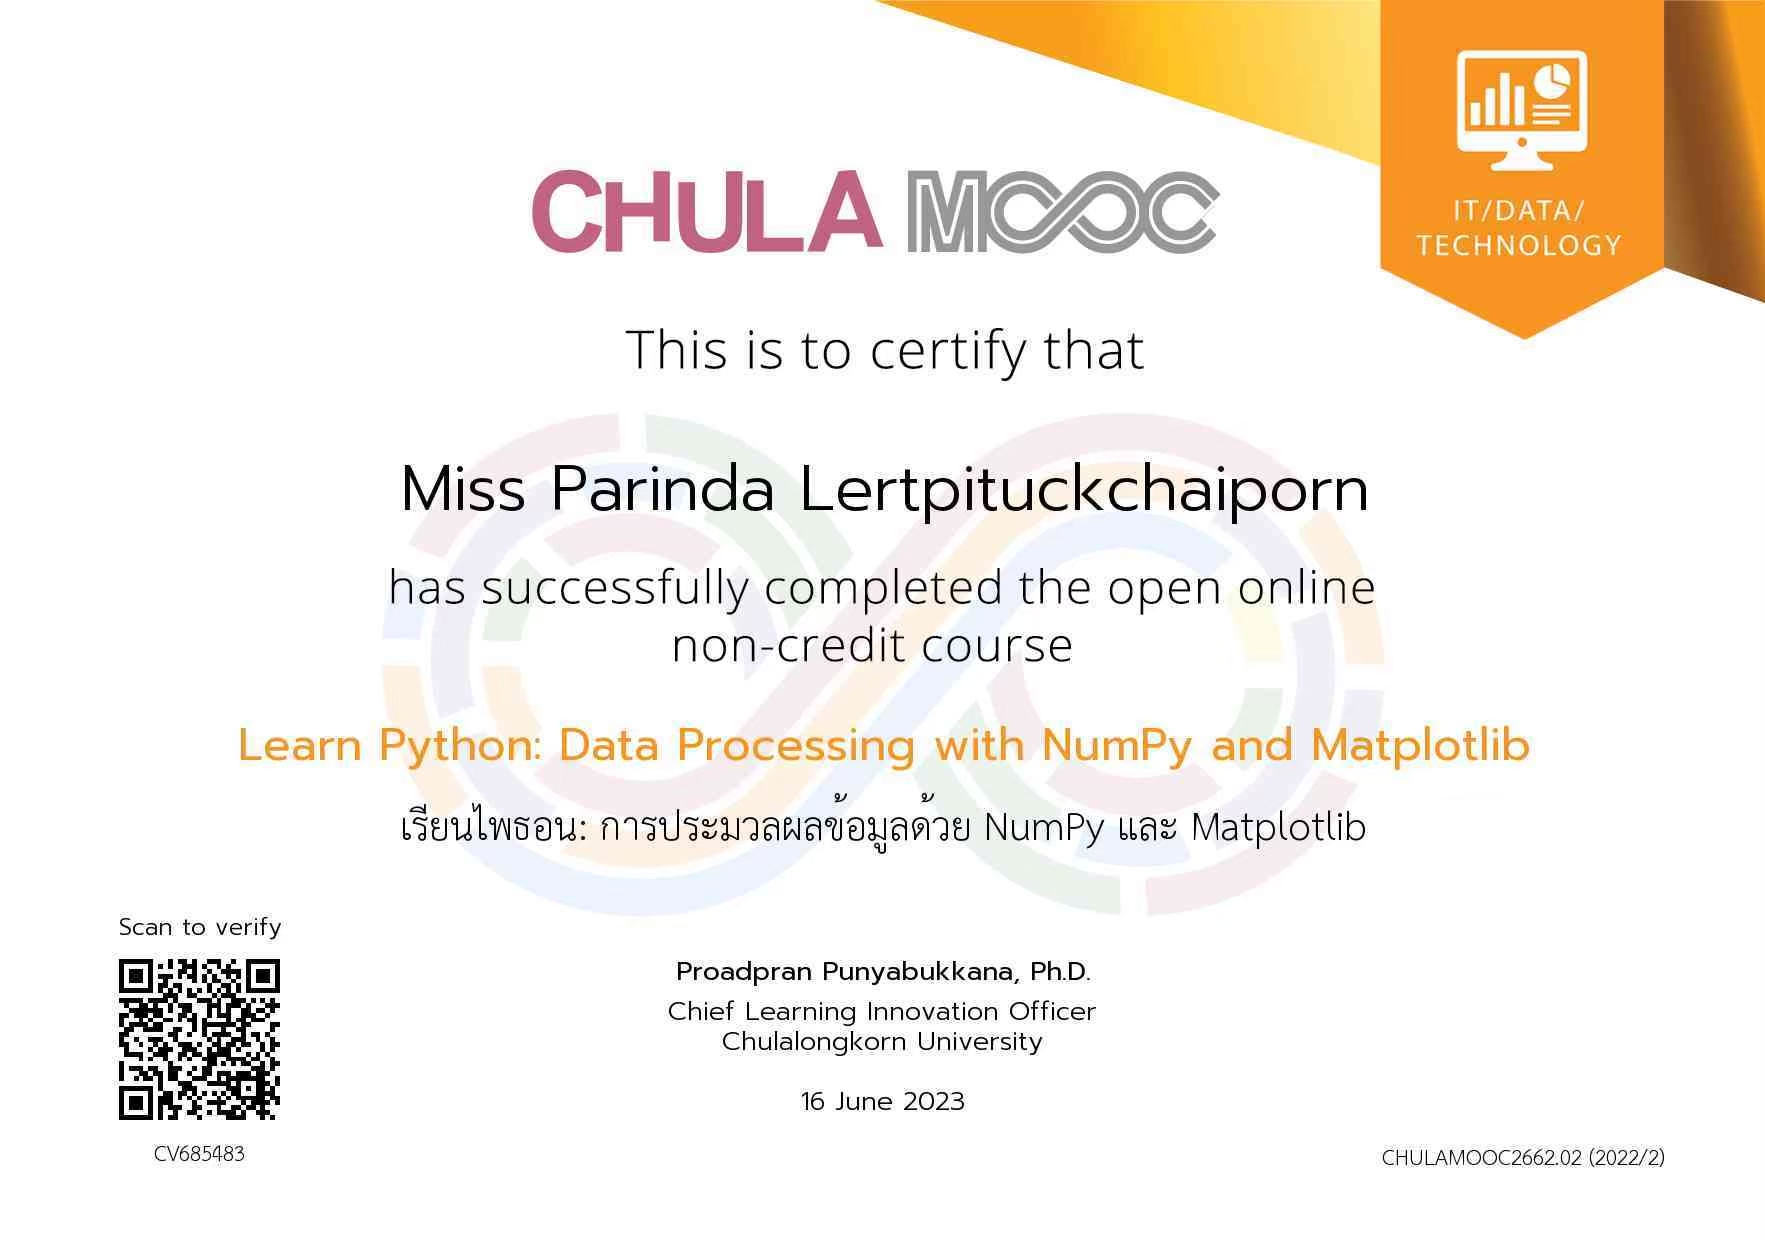 CHULA MOOC
IT/DATA/
TECHNOLOGY
This is to certify that
Miss Parinda Lertpituckchaiporn
has successfully completed the open online
non-credit course
Learn Python: Data Processing with NumPy and Matplotlib
เรียนไพธอน: การประมวลผลข้อมูลด้วย NumPy และ Matplotlib
Scan to verify
CV685483
Proadpran Punyabukkana, Ph.D.
Chief Learning Innovation Officer
Chulalongkorn University
16 June 2023
CHULAMOOC2662.02 (2022/2)